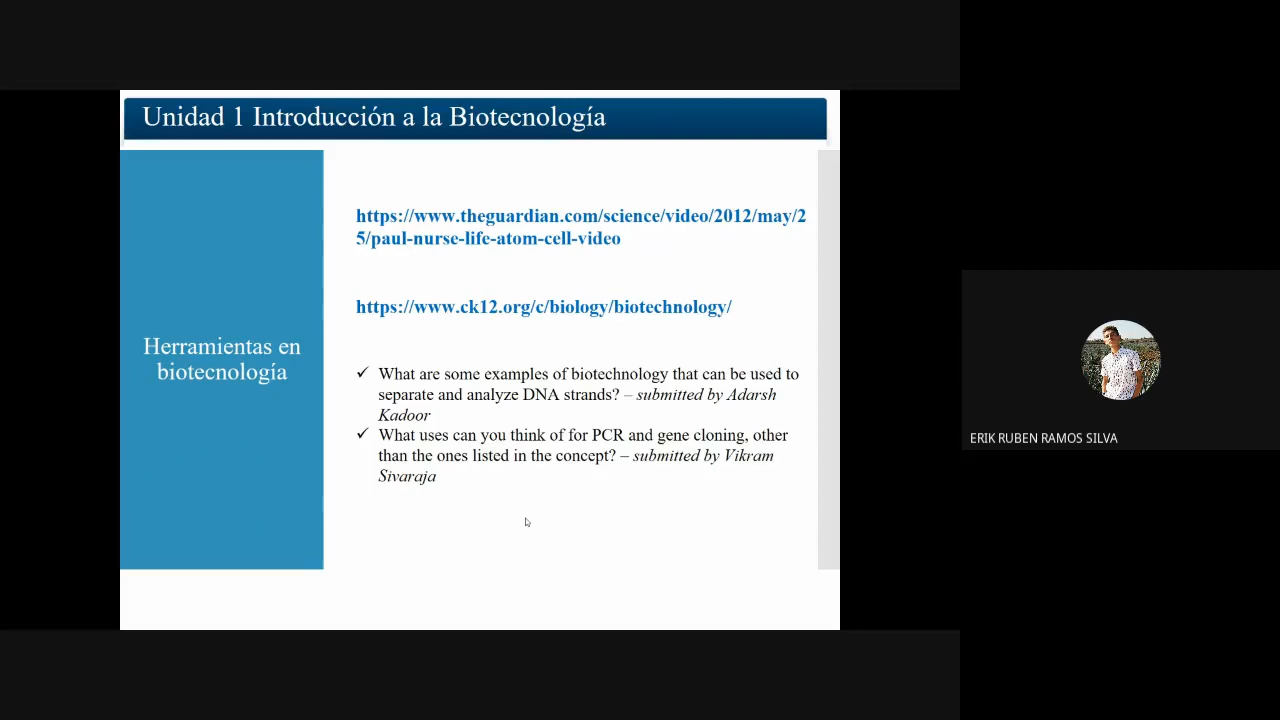 Unidad 1 Introducción a la Biotecnología
https://www.theguardian.com/science/video/2012/may/2
5/paul-nurse-life-atom-cell-video
https://www.ck12.org/c/biology/biotechnology/
Herramientas en
biotecnología
✓ What are some examples of biotechnology that can be used to
separate and analyze DNA strands? – submitted by Adarsh
Kadoor
✓ What uses can you think of for PCR and gene cloning, other
than the ones listed in the concept? – submitted by Vikram
Sivaraja
ERIK RUBEN RAMOS SILVA